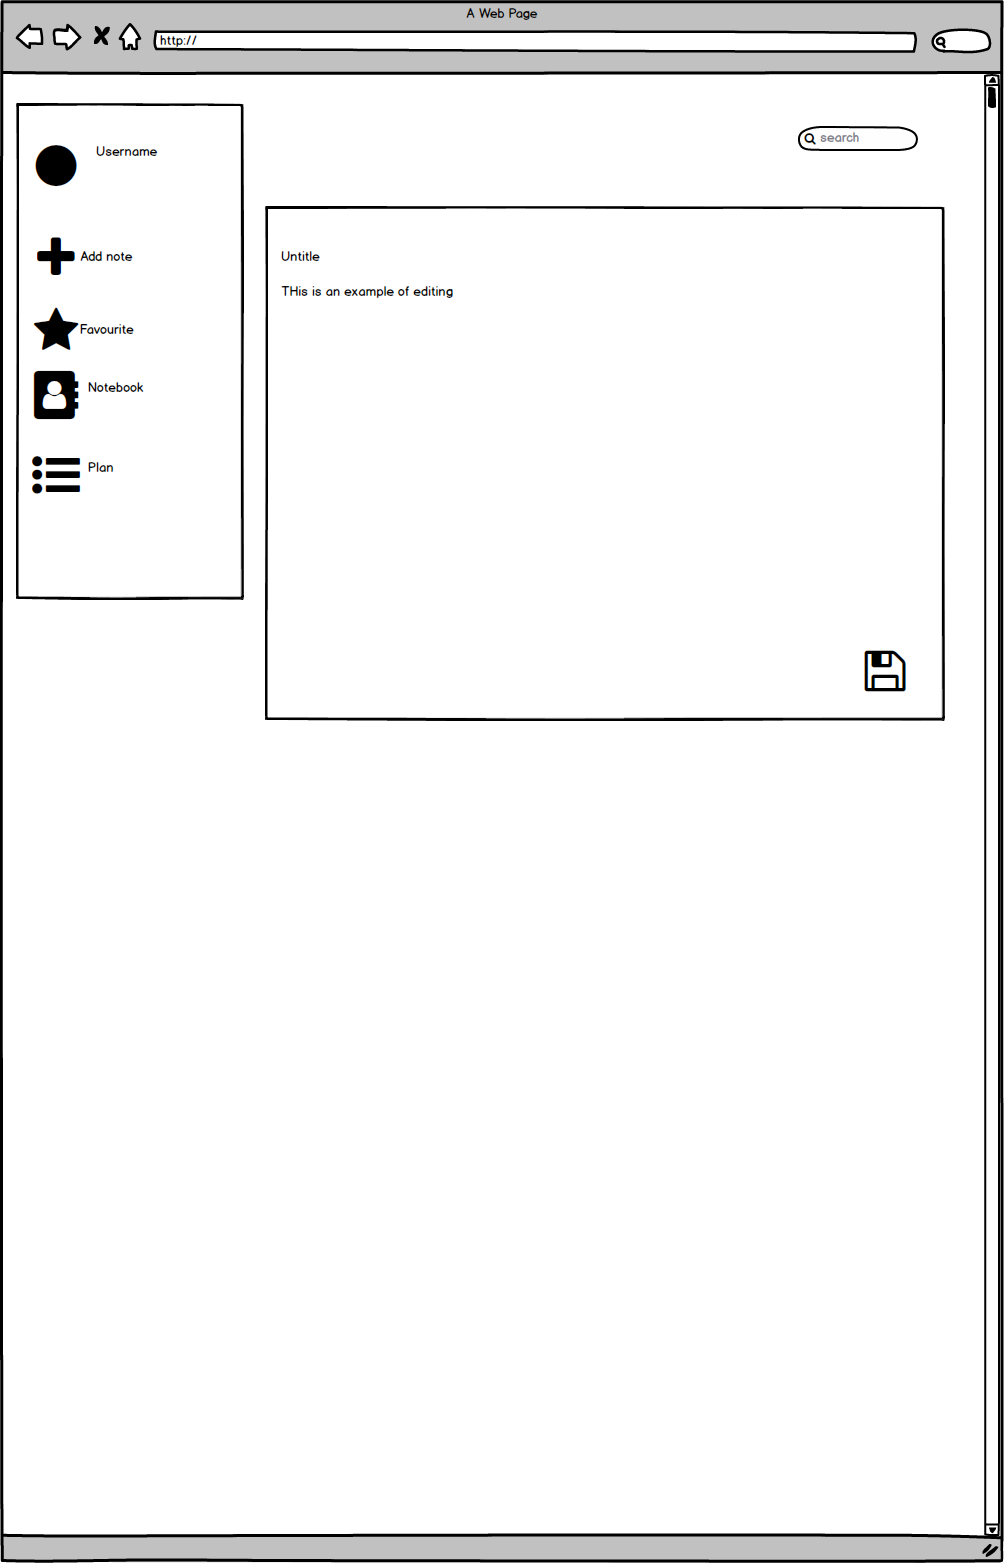 A Web Page
http://
Username
search
Add note
Untitle
THis is an example of editing
Favourite
Notebook
Plan